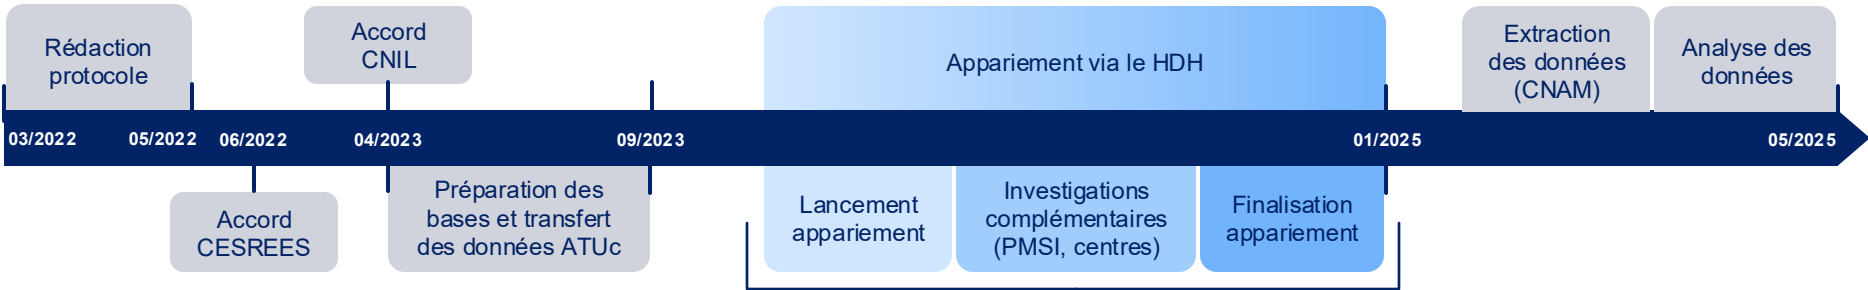 Rédaction
protocole
Accord
CNIL
Appariement via le HDH
Extraction
des données
(CNAM)
Analyse des
données
03/2022
05/2022
06/2022
04/2023
09/2023
01/2025
05/2025
Accord
CESREES
Préparation des
bases et transfert
des données ATUc
Lancement
appariement
Investigations
complémentaires
(PMSI, centres)
Finalisation
appariement